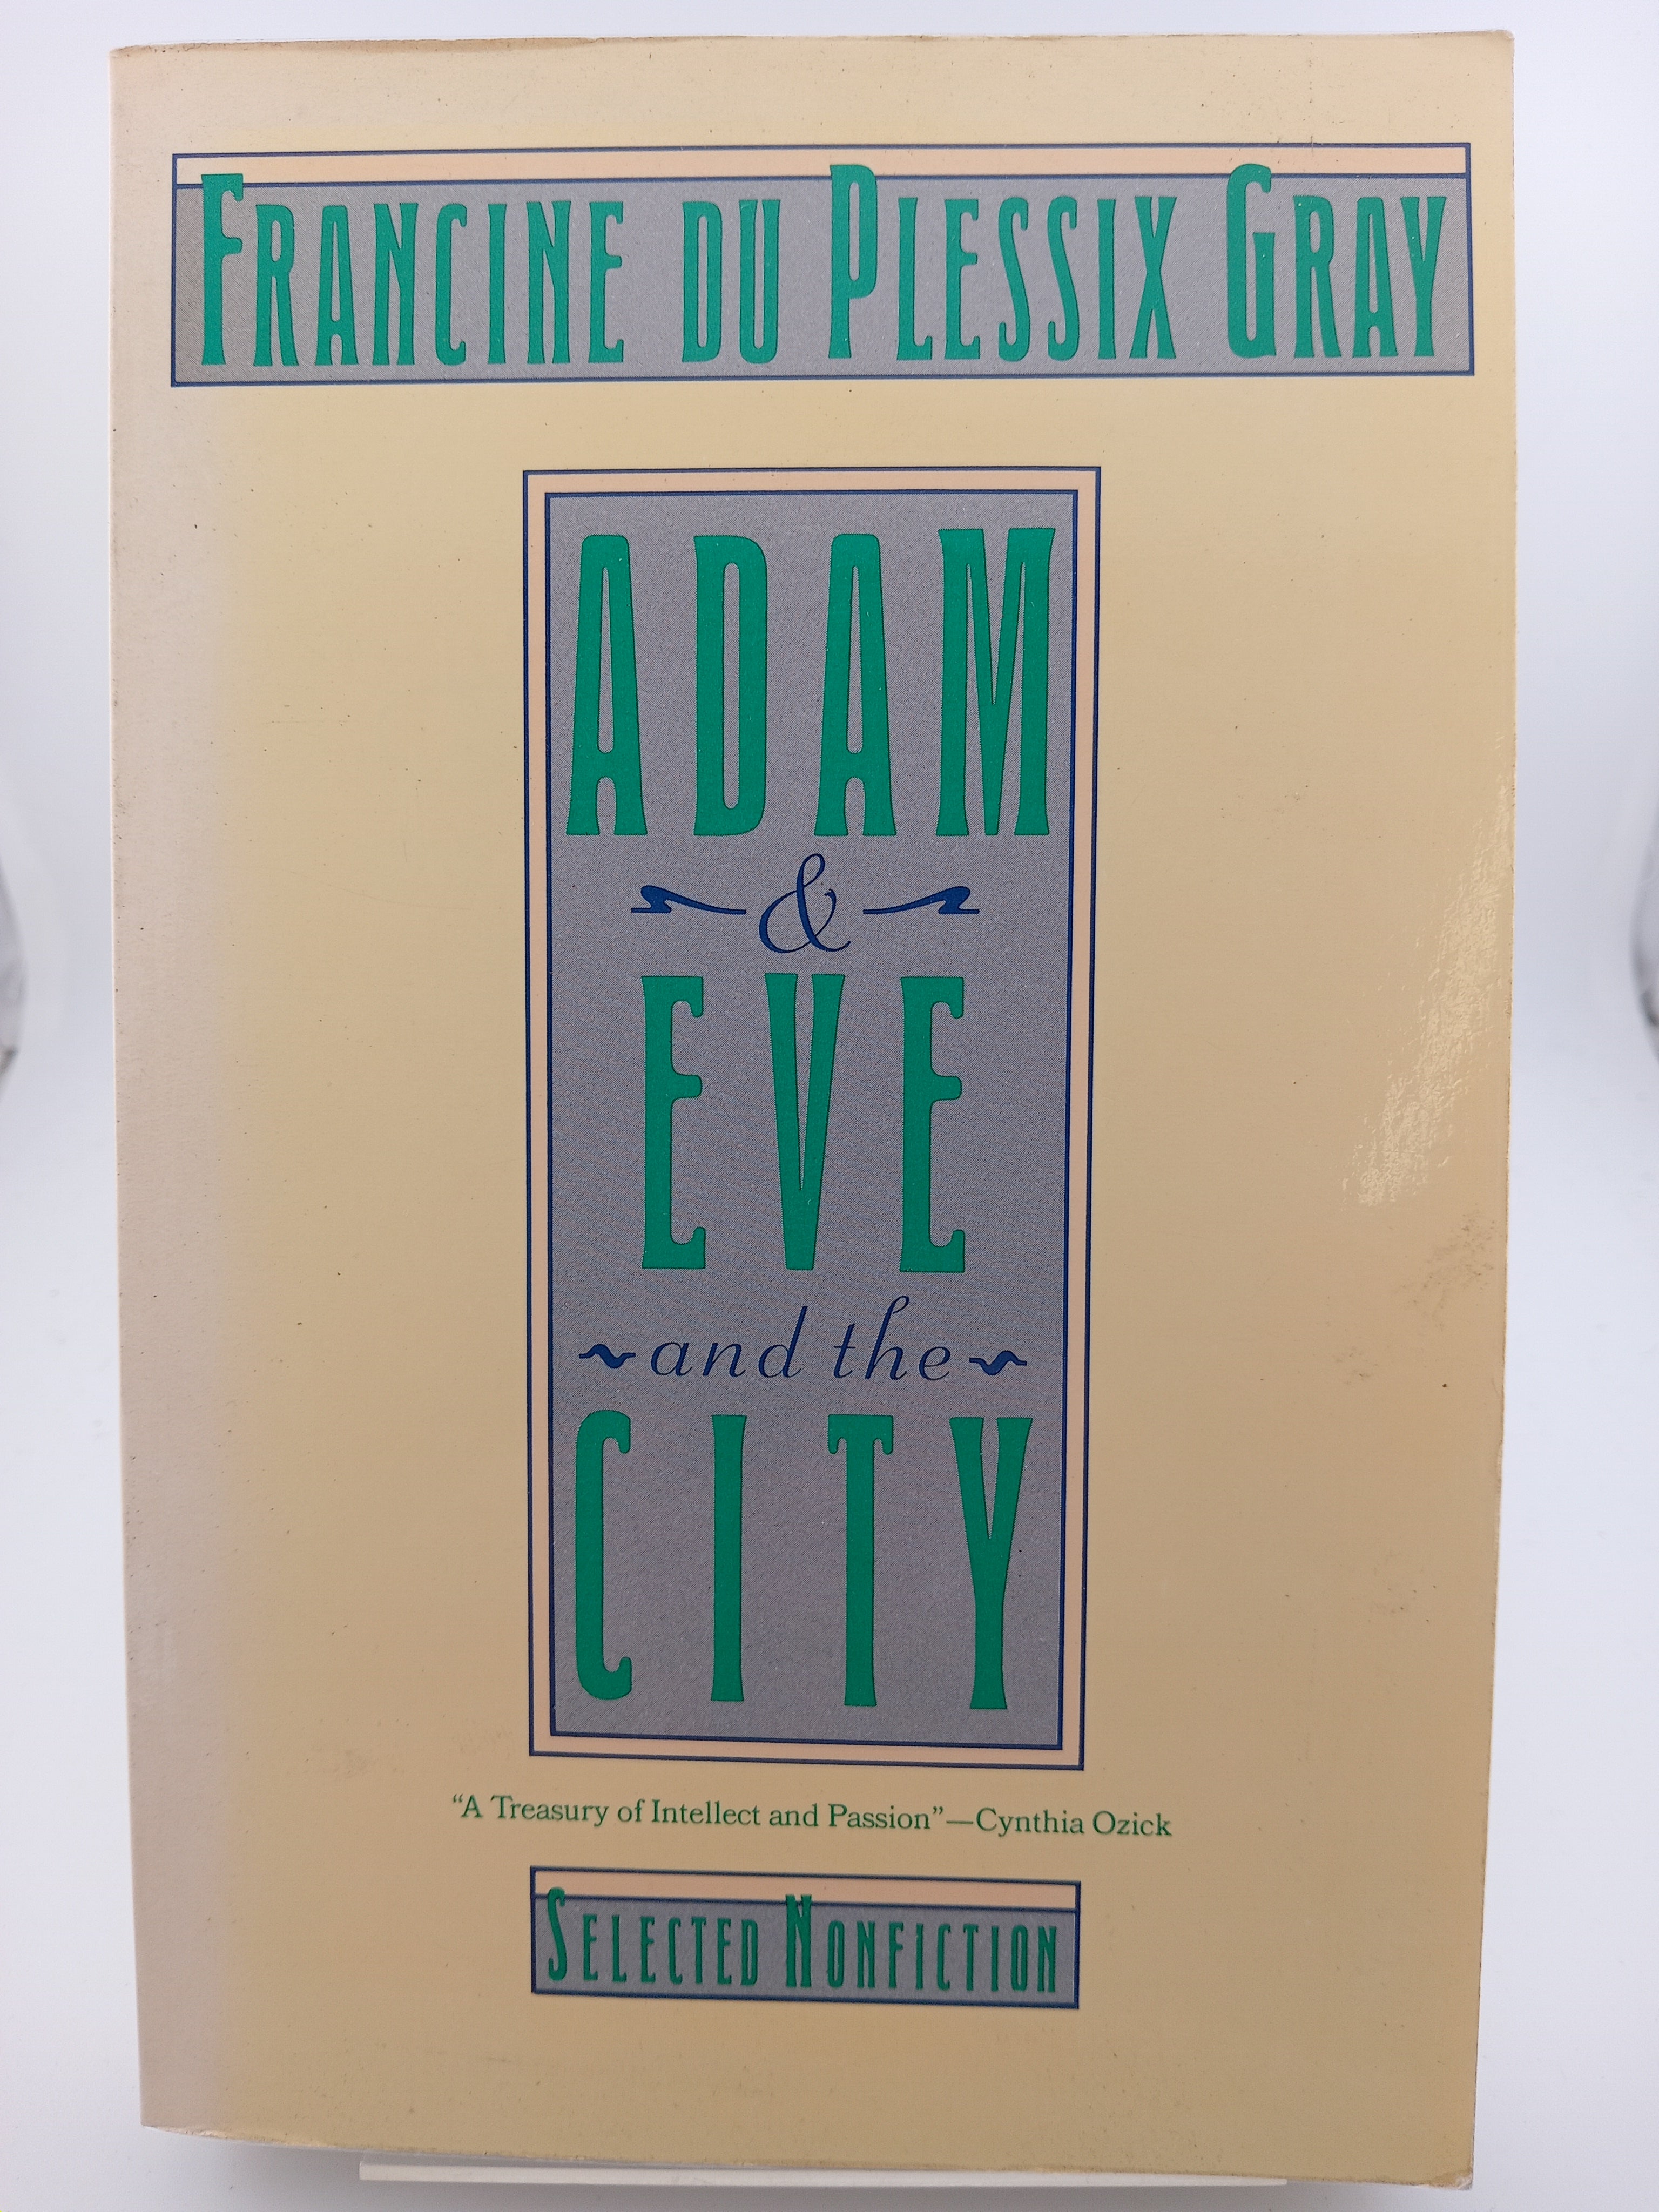 FRANCINE DU PLESSIX GRAY
ADAM
&
EVE
and the
CITY
“A Treasury of Intellect and Passion”—Cynthia Ozick
SELECTED NONFICTION